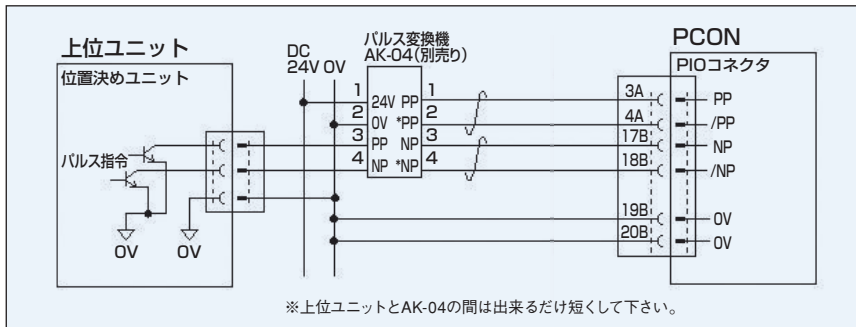 上位ユニット
位置決めユニット
パルス指令
0V
0V
DC
24V 0V
パルス変換機
AK-04(別売り)
1 24V PP 1
2 0V *PP 2
3 PP NP 3
4 NP *NP 4
PCON
PIOコネクタ
3A PP
4A /PP
17B NP
18B /NP
19B 0V
20B 0V
※上位ユニットとAK-04の間は出来るだけ短くして下さい。